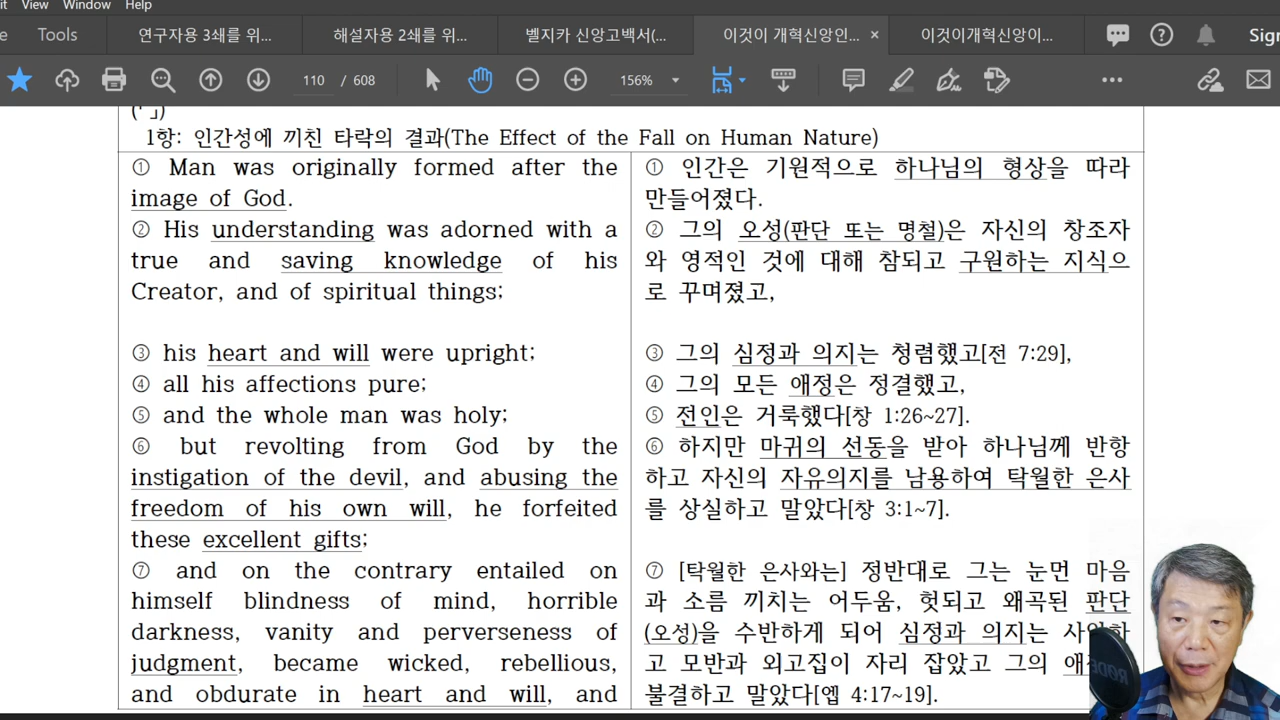 View Window Help
Tools
연구자용 3쇄를 위...
해설자용 2쇄를 위...
벨지카 신앙고백서(...
이것이 개혁신앙인...
×
이것이개혁신앙이...
110 / 608
156%
1항: 인간성에 끼친 타락의 결과(The Effect of the Fall on Human Nature)
① Man was originally formed after the
image of God.
② His understanding was adorned with a
true and saving knowledge of his
Creator, and of spiritual things;
③ his heart and will were upright;
④ all his affections pure;
⑤ and the whole man was holy;
⑥ but revolting from God by the
instigation of the devil, and abusing the
freedom of his own will, he forfeited
these excellent gifts;
⑦ and on the contrary entailed on
himself blindness of mind, horrible
darkness, vanity and perverseness of
judgment, became wicked, rebellious,
and obdurate in heart and will, and
① 인간은 기원적으로 하나님의 형상을 따라
만들어졌다.
② 그의 오성(판단 또는 명철)은 자신의 창조자
와 영적인 것에 대해 참되고 구원하는 지식으
로 꾸며졌고,
③ 그의 심정과 의지는 청렴했고[전 7:29],
④ 그의 모든 애정은 정결했고,
⑤ 전인은 거룩했다[창 1:26~27].
⑥ 하지만 마귀의 선동을 받아 하나님께 반항
하고 자신의 자유의지를 남용하여 탁월한 은사
를 상실하고 말았다[창 3:1~7].
⑦ [탁월한 은사와는] 정반대로 그는 눈먼 마음
과 소름 끼치는 어두움, 헛되고 왜곡된 판단
(오성)을 수반하게 되어 심정과 의지는
고 모반과 외고집이 자리 잡았고 그의
불결하고 말았다[엡 4:17~19].
RODE